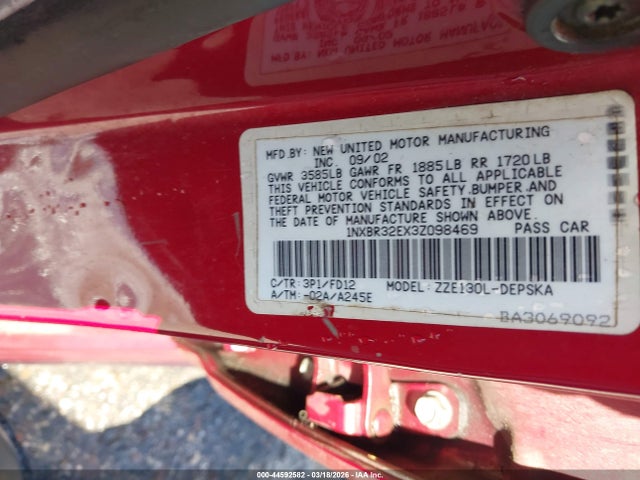 MFD.BY: NEW UNITED MOTOR MANUFACTURING
INC. 09/02
GVWR 3585LB GAWR FR 1885LB RR 1720LB
THIS VEHICLE CONFORMS TO ALL APPLICABLE
FEDERAL MOTOR VEHICLE SAFETY,BUMPER,AND
THEFT PREVENTION STANDARDS IN EFFECT ON
THE DATE OF MANUFACTURE SHOWN ABOVE.
1NXBR32EX3Z098469 PASS CAR
C/TR: 3P1/FD12 MODEL: ZZE130L-DEPSKA
A/TM: -02A/A245E
BA3069092
000-44592582 - 03/18/2026 - IAA Inc.